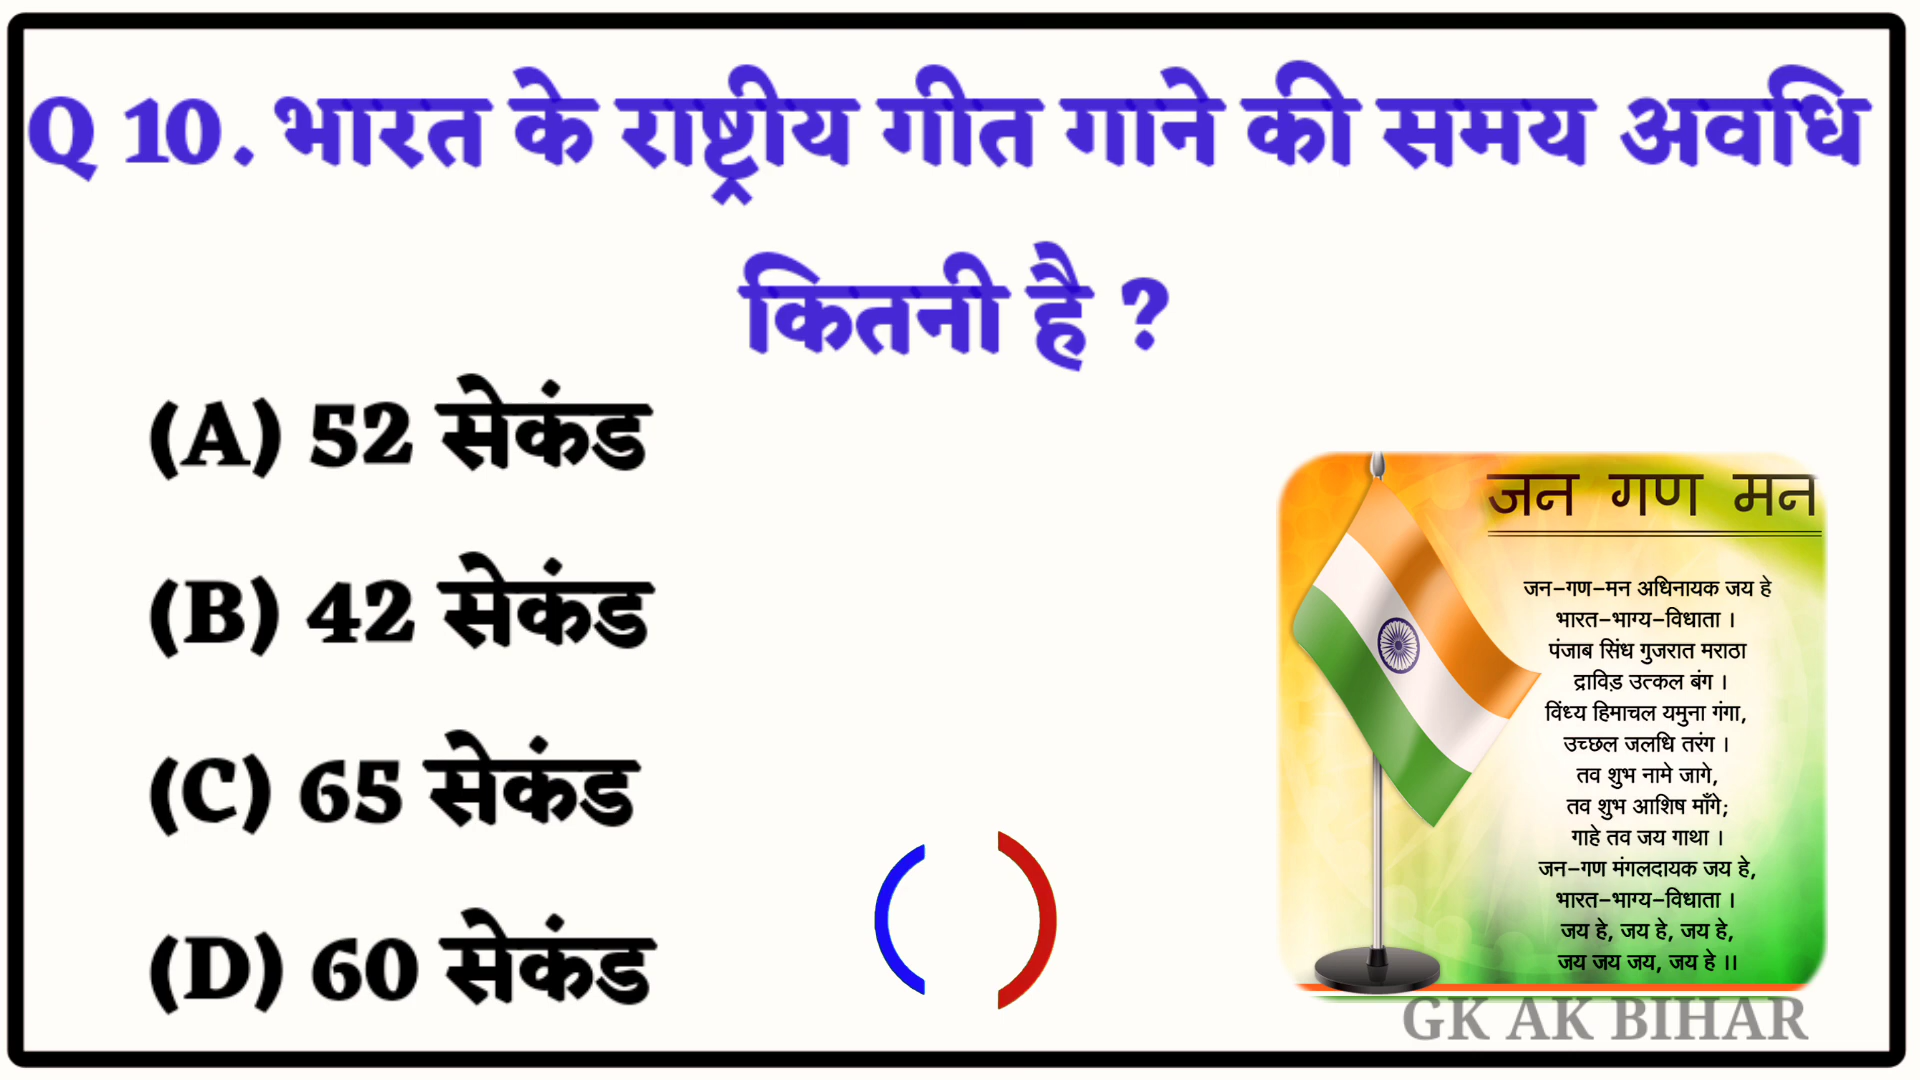 Q 10. भारत के राष्ट्रीय गीत गाने की समय अवधि
कितनी है ?
(A) 52 सेकंड
(B) 42 सेकंड
(C) 65 सेकंड
(D) 60 सेकंड
जन गण मन
जन-गण-मन अधिनायक जय हे
भारत-भाग्य-विधाता ।
पंजाब सिंध गुजरात मराठा
द्राविड़ उत्कल बंग ।
विंध्य हिमाचल यमुना गंगा,
उच्छल जलधि तरंग ।
तव शुभ नामे जागे,
तव शुभ आशिष माँगे;
गाहे तव जय गाथा ।
जन-गण मंगलदायक जय हे,
भारत-भाग्य-विधाता ।
जय हे, जय हे, जय हे,
जय जय जय, जय हे ।।
GK AK BIHAR